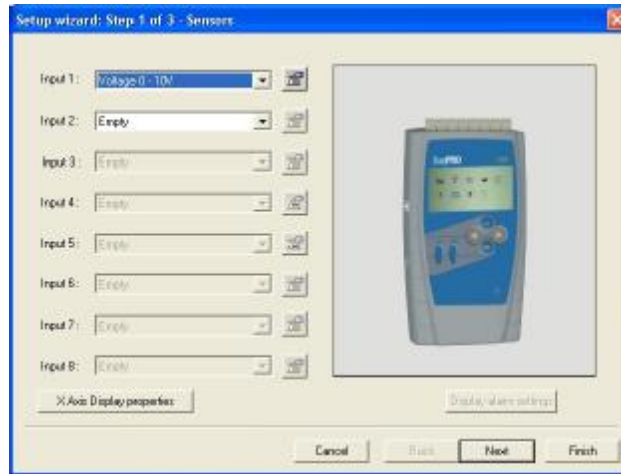 Setup wizard: Step 1 of 3 - Sensors
Input 1: Voltage 0 - 10V
Input 2: Empty
Input 3: Empty
Input 4: Empty
Input 5: Empty
Input 6: Empty
Input 7: Empty
Input 8: Empty
X Axis Display properties
Display alarm settings
Cancel
Back
Next
Finish